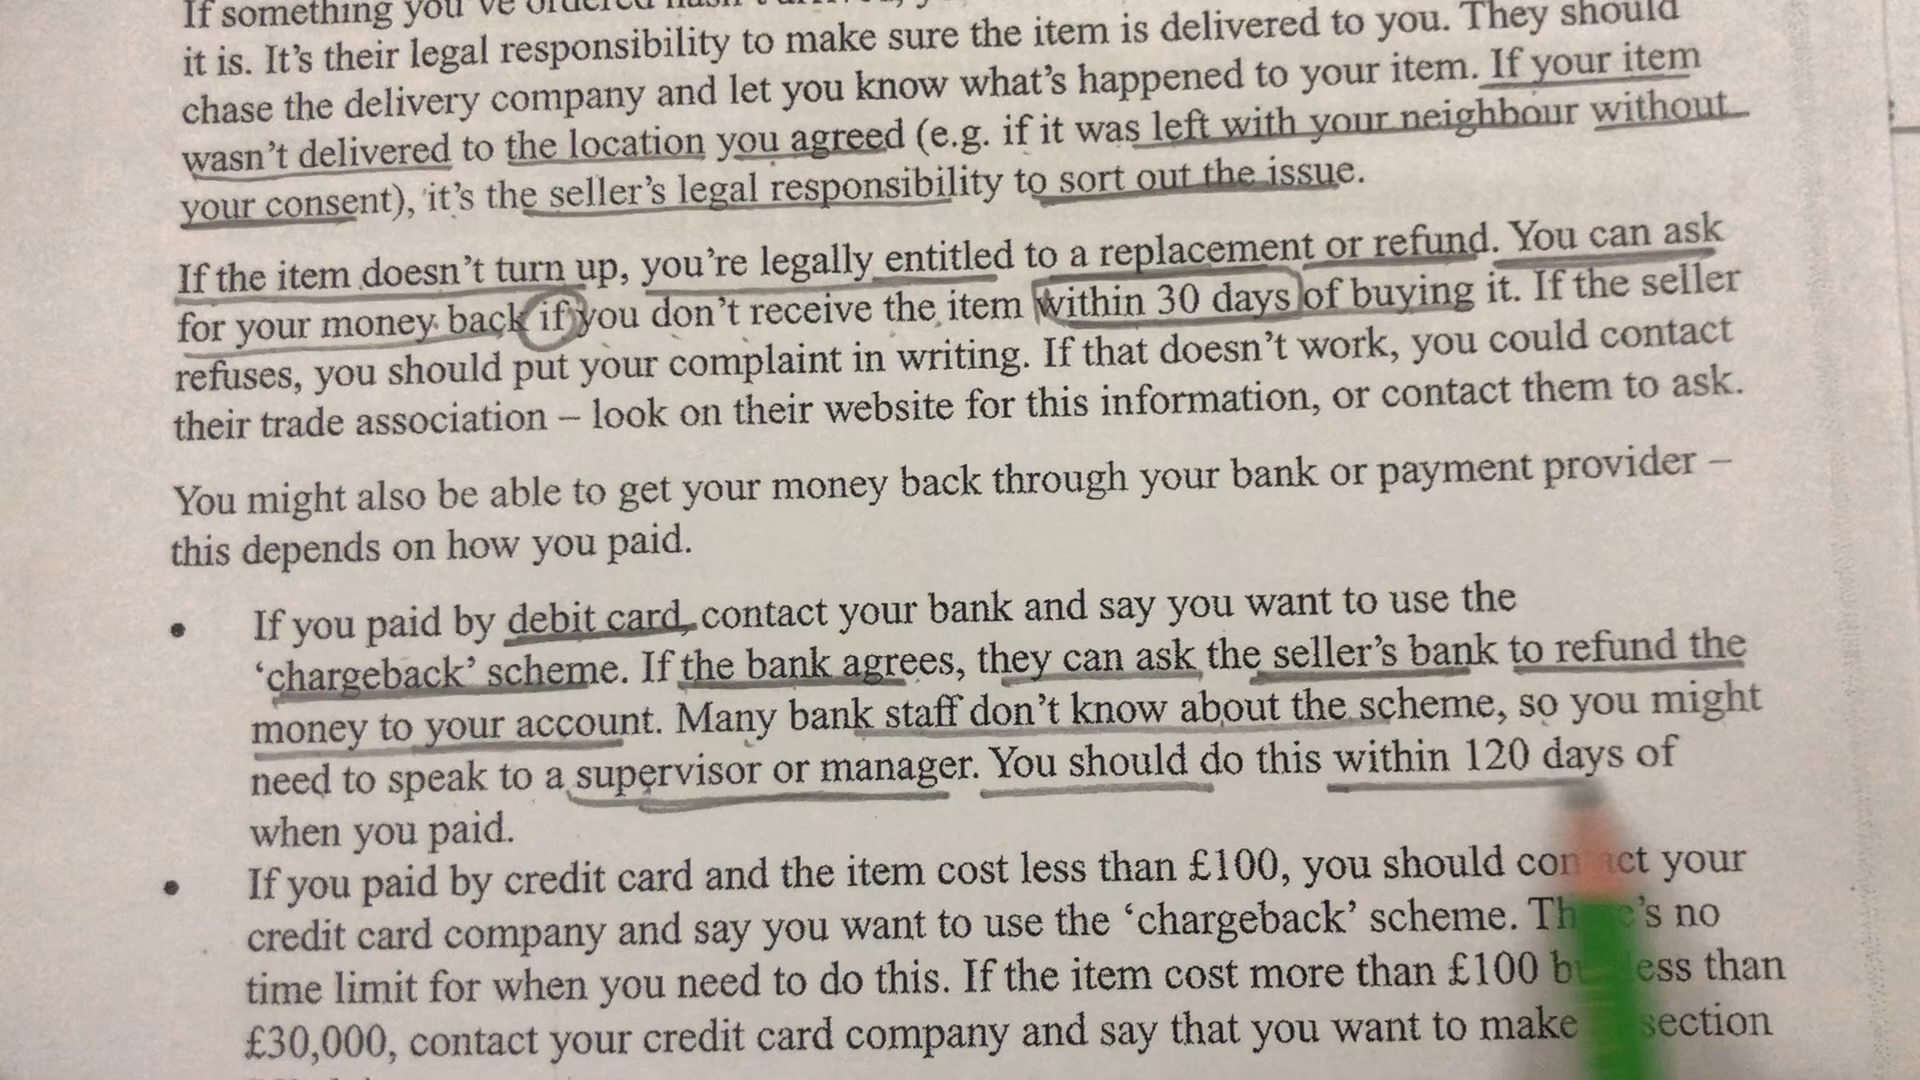 If something you've ordered hasn't arrived, y
it is. It's their legal responsibility to make sure the item is delivered to you. They should
chase the delivery company and let you know what's happened to your item. If your item
wasn't delivered to the location you agreed (e.g. if it was left with your neighbour without
your consent), it's the seller's legal responsibility to sort out the issue.
If the item doesn't turn up, you're legally entitled to a replacement or refund. You can ask
for your money back if you don't receive the item within 30 days of buying it. If the seller
refuses, you should put your complaint in writing. If that doesn't work, you could contact
their trade association – look on their website for this information, or contact them to ask.
You might also be able to get your money back through your bank or payment provider –
this depends on how you paid.
• If you paid by debit card, contact your bank and say you want to use the
'chargeback' scheme. If the bank agrees, they can ask the seller's bank to refund the
money to your account. Many bank staff don't know about the scheme, so you might
need to speak to a supervisor or manager. You should do this within 120 days of
when you paid.
• If you paid by credit card and the item cost less than £100, you should contact your
credit card company and say you want to use the 'chargeback' scheme. There's no
time limit for when you need to do this. If the item cost more than £100 but less than
£30,000, contact your credit card company and say that you want to make section